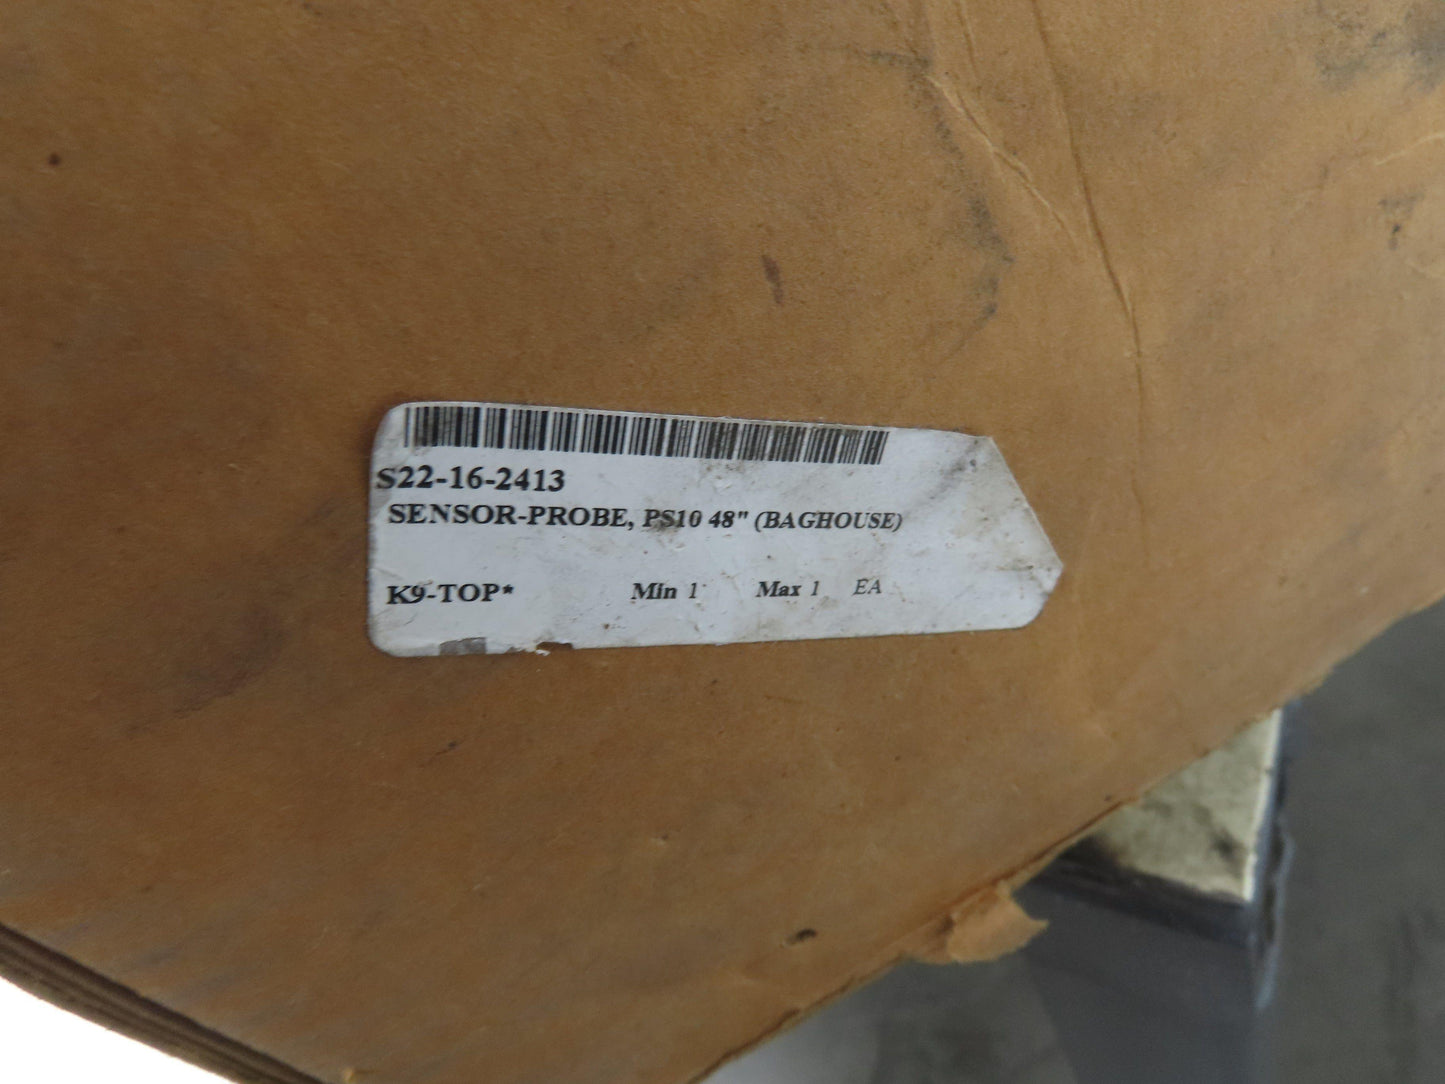 S22-16-2413
SENSOR-PROBE, PS10 48" (BAGHOUSE)
K9-TOP* Min 1 Max 1 EA